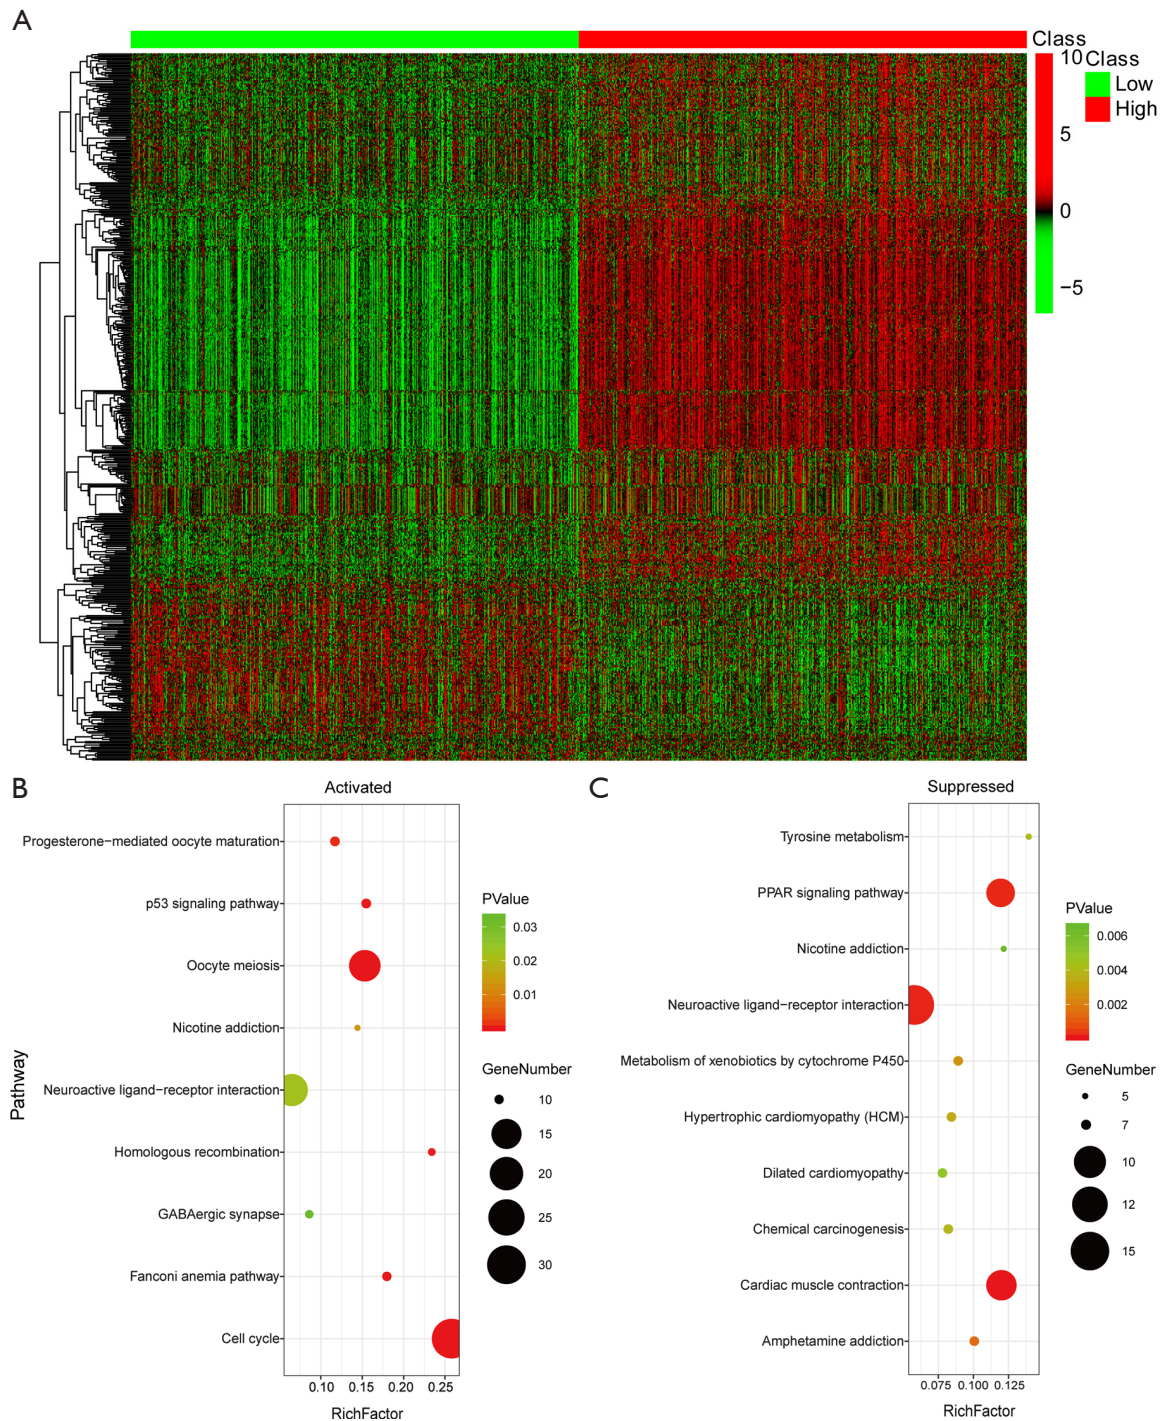 A
Class
Class
Low
High
10
5
0
−5
B
Activated
Pathway
Progesterone−mediated oocyte maturation
p53 signaling pathway
Oocyte meiosis
Nicotine addiction
Neuroactive ligand−receptor interaction
Homologous recombination
GABAergic synapse
Fanconi anemia pathway
Cell cycle
0.10 0.15 0.20 0.25
RichFactor
PValue
0.03
0.02
0.01
GeneNumber
10
15
20
25
30
C
Suppressed
Tyrosine metabolism
PPAR signaling pathway
Nicotine addiction
Neuroactive ligand−receptor interaction
Metabolism of xenobiotics by cytochrome P450
Hypertrophic cardiomyopathy (HCM)
Dilated cardiomyopathy
Chemical carcinogenesis
Cardiac muscle contraction
Amphetamine addiction
0.075 0.100 0.125
RichFactor
PValue
0.006
0.004
0.002
GeneNumber
5
7
10
12
15